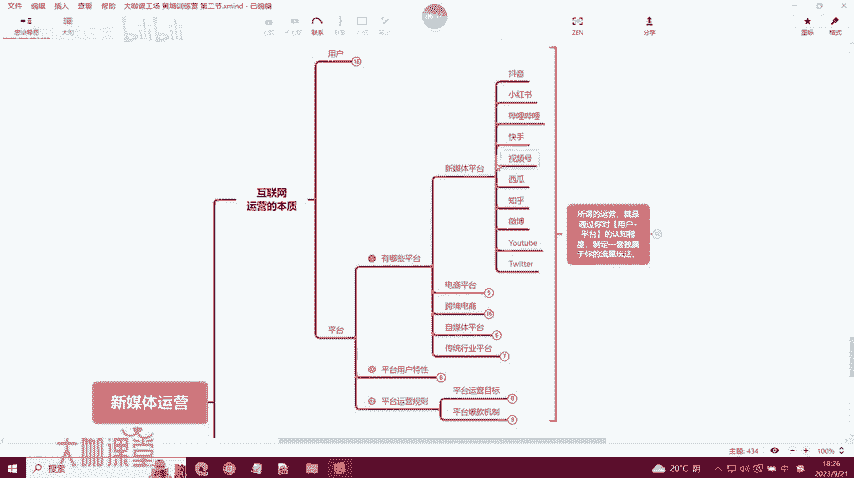 文件 编辑 插入 查看 帮助 大咖课工场 黄埔训练营 第二节.xmind - 已编辑
思维导图
大纲
联系
ZEN
分享
图标
格式
bilibili
用户
抖音
小红书
哔哩哔哩
快手
视频号
西瓜
知乎
微博
Youtube
Twitter
新媒体平台
互联网
运营的本质
有哪些平台
电商平台
跨境电商
自媒体平台
传统行业平台
平台
平台用户特性
平台运营规则
平台运营目标
平台爆款机制
所谓的运营，就是
通过你对【用户+
平台】的认知程
度，制定一套独属
于你的流量玩法。
新媒体运营
大咖课堂
主题: 434
100%
搜索
20°C 阴
中
18:26
2023/9/21